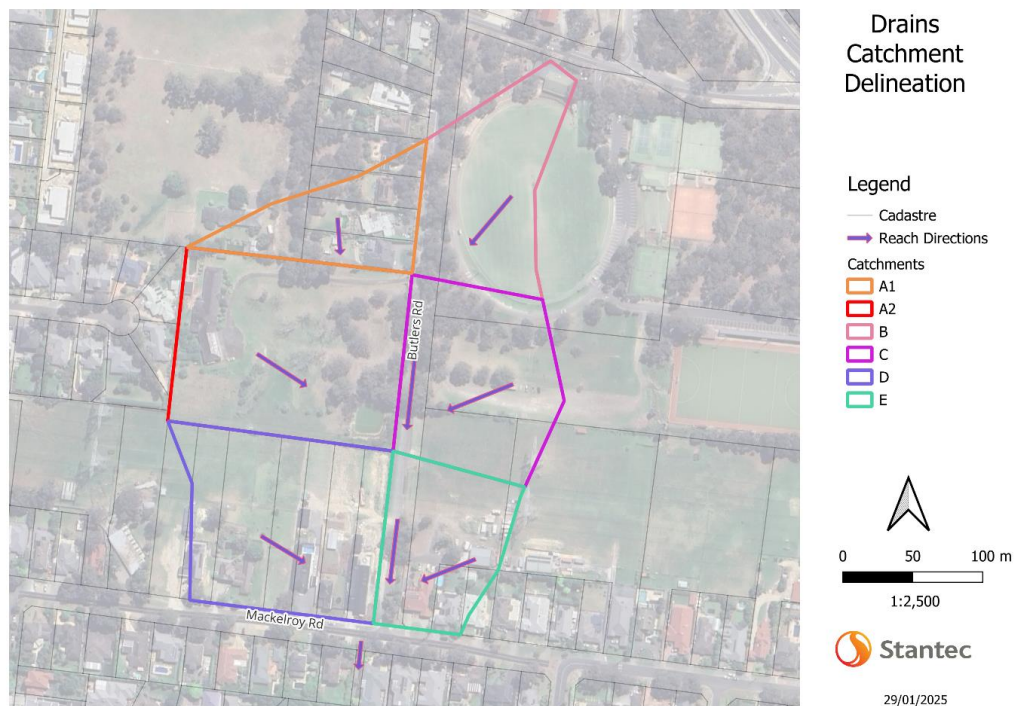 Drains
Catchment
Delineation
Legend
Cadastre
Reach Directions
Catchments
A1
A2
B
C
D
E
Butlers Rd
Mackelroy Rd
0 50 100 m
1:2,500
Stantec
29/01/2025